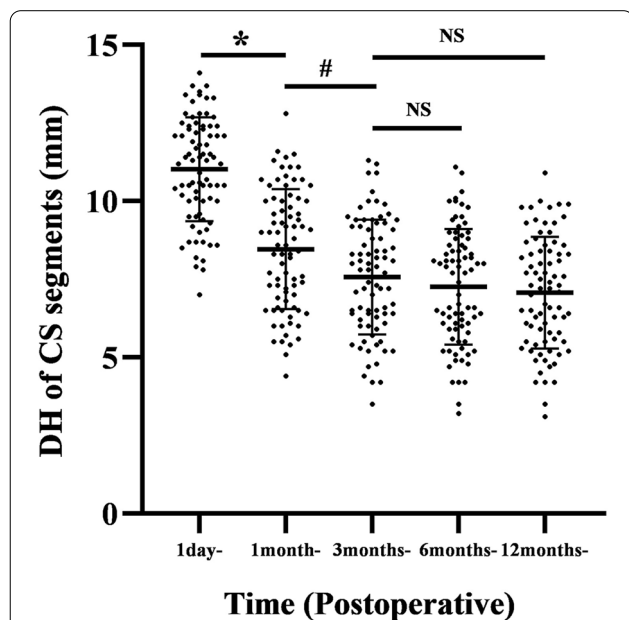 DH of CS segments (mm)
15
10
5
0
*
#
NS
NS
1day- 1month- 3months- 6months- 12months-
Time (Postoperative)